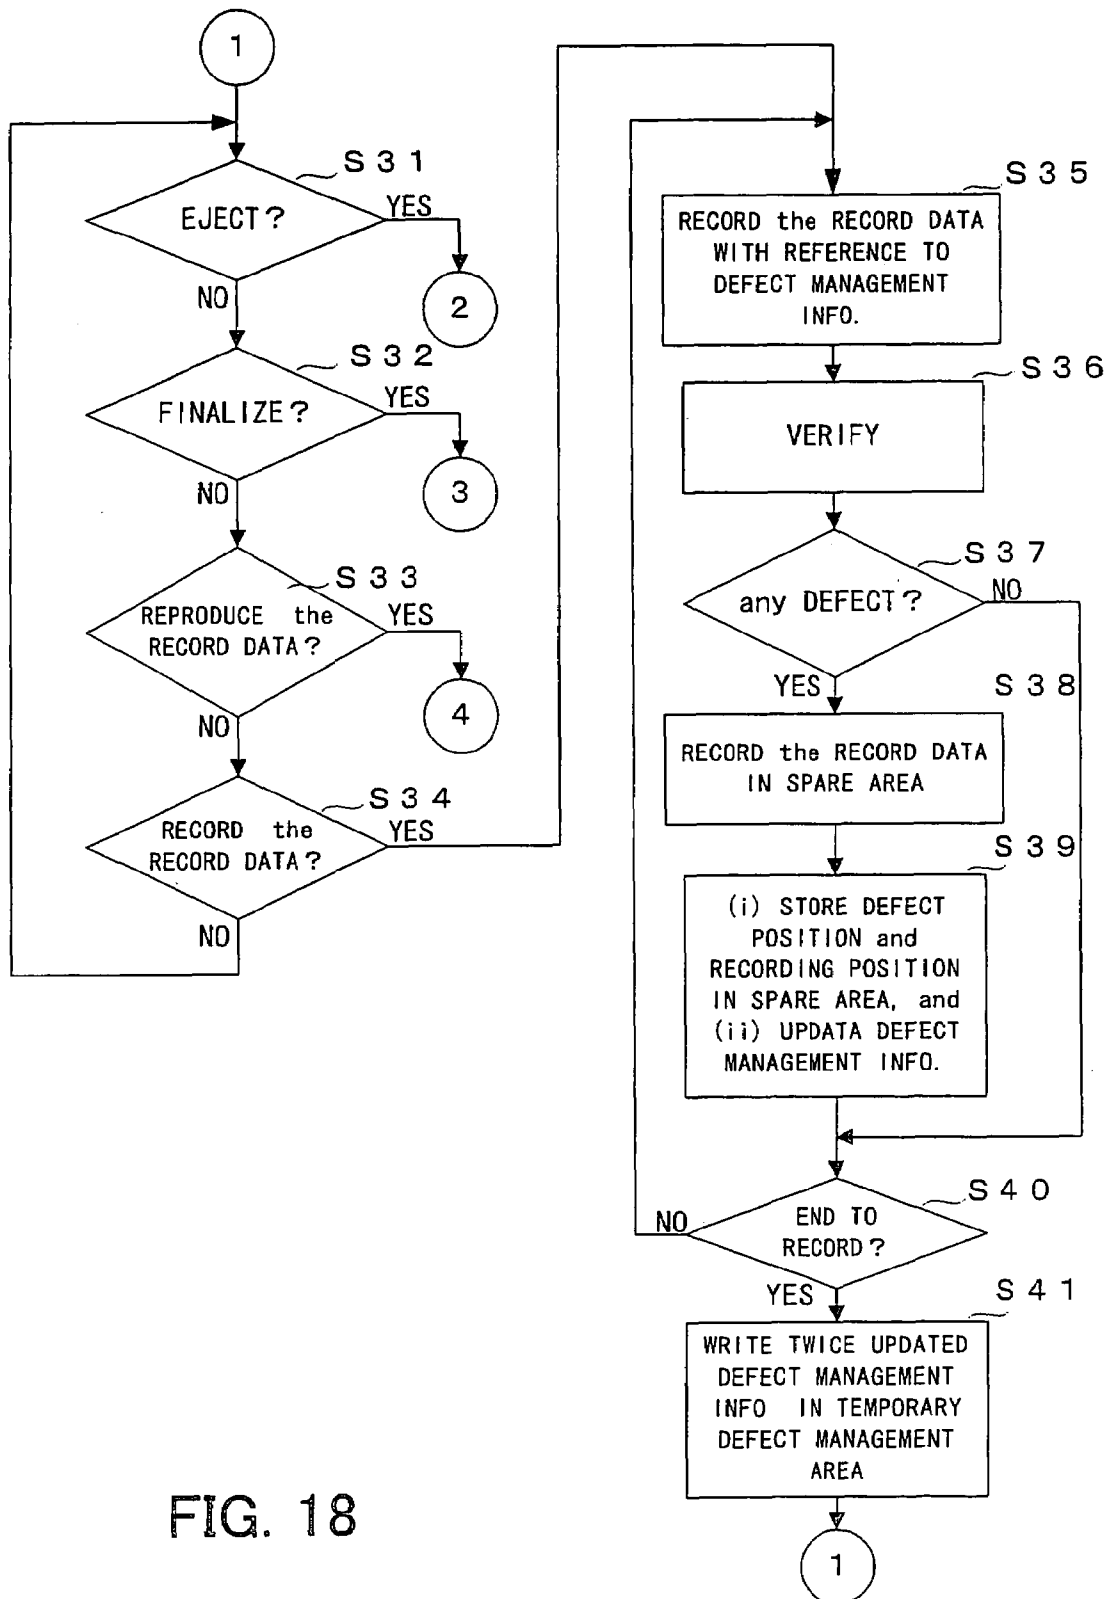 1
S31
EJECT?
YES
2
NO
S32
FINALIZE?
YES
3
NO
S33
REPRODUCE the
RECORD DATA?
YES
4
NO
S34
RECORD the
RECORD DATA?
YES
NO
S35
RECORD the RECORD DATA
WITH REFERENCE TO
DEFECT MANAGEMENT
INFO.
S36
VERIFY
S37
any DEFECT?
NO
YES
S38
RECORD the RECORD DATA
IN SPARE AREA
S39
(i) STORE DEFECT
POSITION and
RECORDING POSITION
IN SPARE AREA, and
(ii) UPDATA DEFECT
MANAGEMENT INFO.
S40
END TO
RECORD?
NO
YES
S41
WRITE TWICE UPDATED
DEFECT MANAGEMENT
INFO IN TEMPORARY
DEFECT MANAGEMENT
AREA
1
FIG. 18